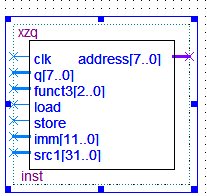 xzq
clk address[7..0]
q[7..0]
funct3[2..0]
load
store
imm[11..0]
src1[31..0]
inst